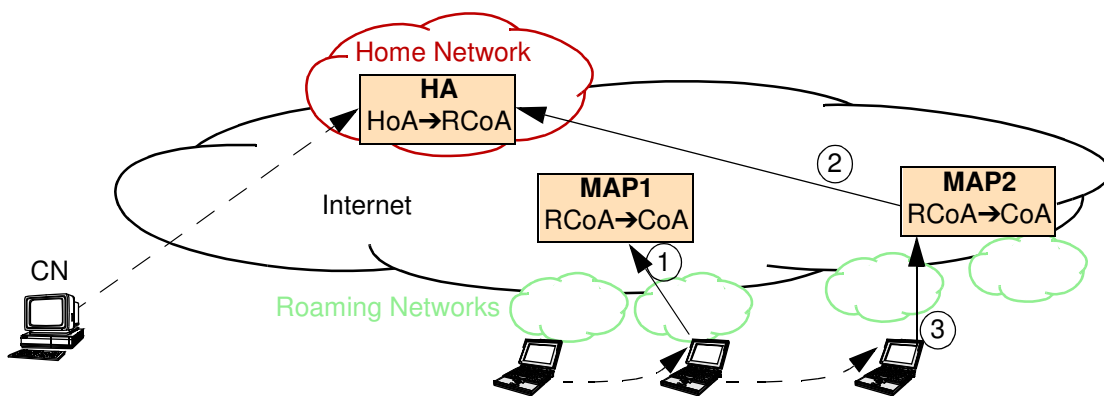 Home Network
HA
HoA➔RCoA
2
MAP1
RCoA➔CoA
MAP2
RCoA➔CoA
Internet
1
CN
Roaming Networks
3